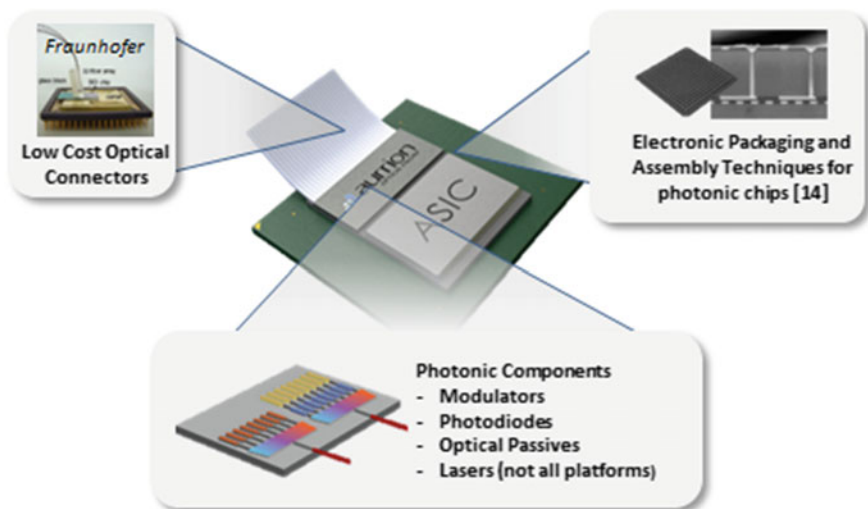 Fraunhofer
Low Cost Optical
Connectors
Electronic Packaging and
Assembly Techniques for
photonic chips [14]
aurrion
ASIC
Photonic Components
- Modulators
- Photodiodes
- Optical Passives
- Lasers (not all platforms)